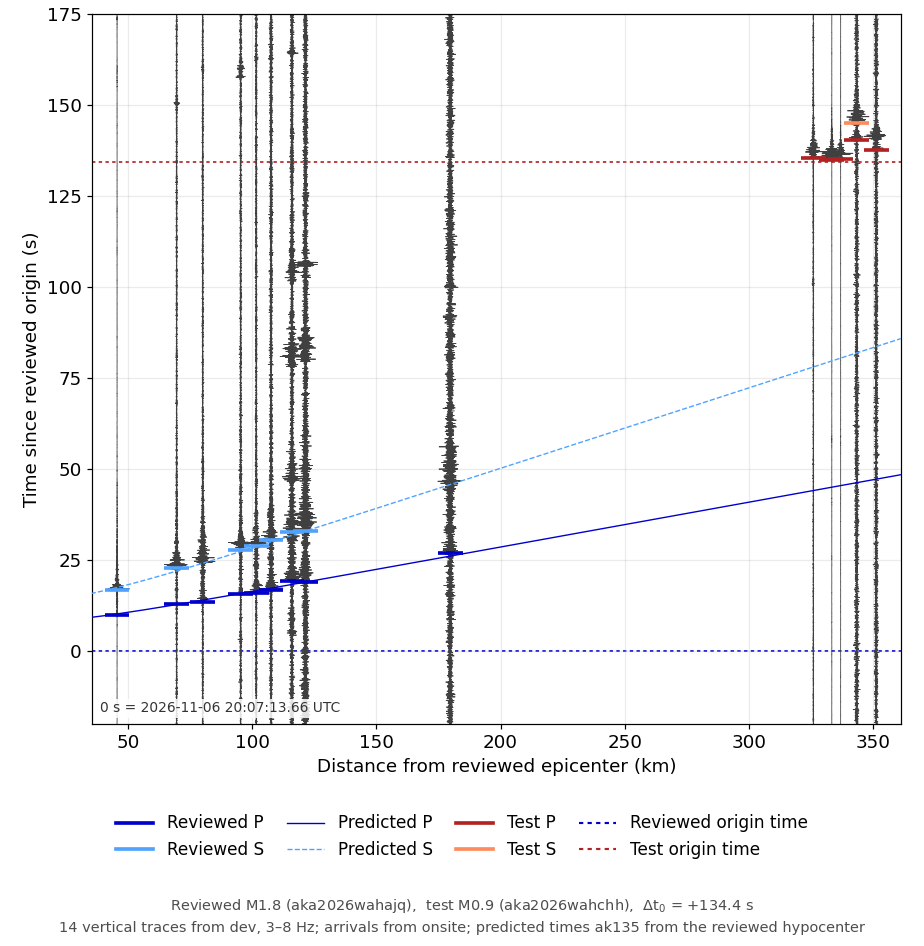 175
150
125
100
75
50
25
0
Time since reviewed origin (s)
0 s = 2026-11-06 20:07:13.66 UTC
50 100 150 200 250 300 350
Distance from reviewed epicenter (km)
Reviewed P Predicted P Test P Reviewed origin time
Reviewed S Predicted S Test S Test origin time
Reviewed M1.8 (aka2026wahajq),  test M0.9 (aka2026wahchh),  Δt₀ = +134.4 s
14 vertical traces from dev, 3–8 Hz; arrivals from onsite; predicted times ak135 from the reviewed hypocenter